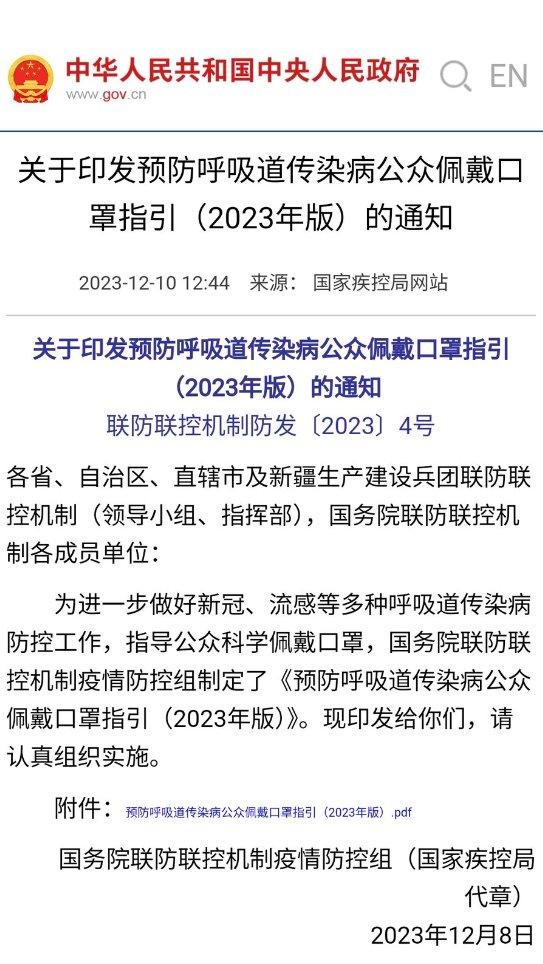 中华人民共和国中央人民政府
www.gov.cn
EN
关于印发预防呼吸道传染病公众佩戴口
罩指引（2023年版）的通知
2023-12-10 12:44 来源： 国家疾控局网站
关于印发预防呼吸道传染病公众佩戴口罩指引
（2023年版）的通知
联防联控机制防发〔2023〕4号
各省、自治区、直辖市及新疆生产建设兵团联防联
控机制（领导小组、指挥部），国务院联防联控机
制各成员单位：
为进一步做好新冠、流感等多种呼吸道传染病
防控工作，指导公众科学佩戴口罩，国务院联防联
控机制疫情防控组制定了《预防呼吸道传染病公众
佩戴口罩指引（2023年版）》。现印发给你们，请
认真组织实施。
附件： 预防呼吸道传染病公众佩戴口罩指引（2023年版）.pdf
国务院联防联控机制疫情防控组（国家疾控局
代章）
2023年12月8日